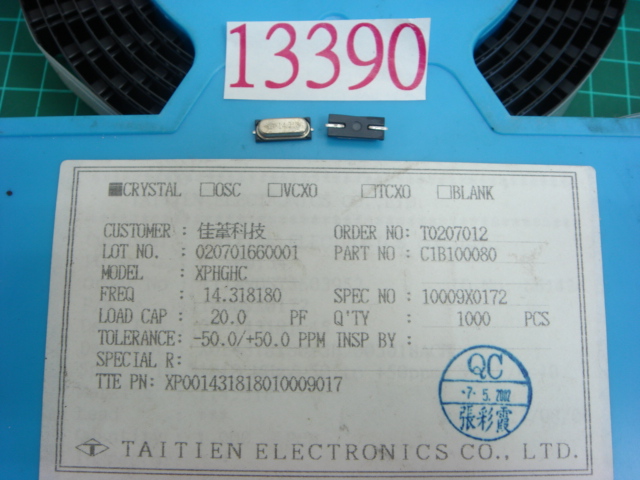 13390
■CRYSTAL □OSC □VCXO □TCXO □BLANK
CUSTOMER : 佳葦科技 ORDER NO: T0207012
LOT NO. : 020701660001 PART NO : C1B100080
MODEL : XPHGHC
FREQ : 14.318180 SPEC NO : 10009X0172
LOAD CAP : 20.0 PF Q'TY : 1000 PCS
TOLERANCE: -50.0/+50.0 PPM INSP BY :
SPECIAL R:
TTE PN: XP001431818010009017
QC
-7- 5. 2002
張彩霞
TAITIEN ELECTRONICS CO., LTD.